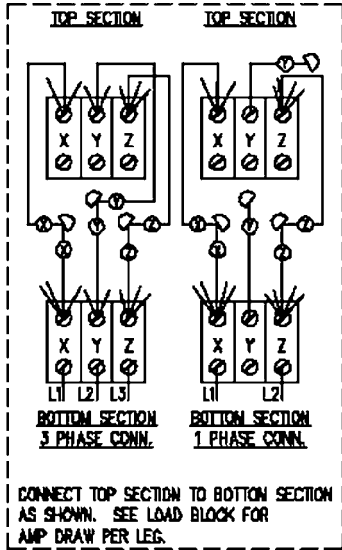 TOP SECTION TOP SECTION
Y
X Y Z X Y Z
Y
X Y Z X Y Z
X Z X Z
X Y Z X Y Z
L1 L2 L3 L1 L2
BOTTOM SECTION BOTTOM SECTION
3 PHASE CONN. 1 PHASE CONN.
CONNECT TOP SECTION TO BOTTOM SECTION
AS SHOWN. SEE LOAD BLOCK FOR
AMP DRAW PER LEG.